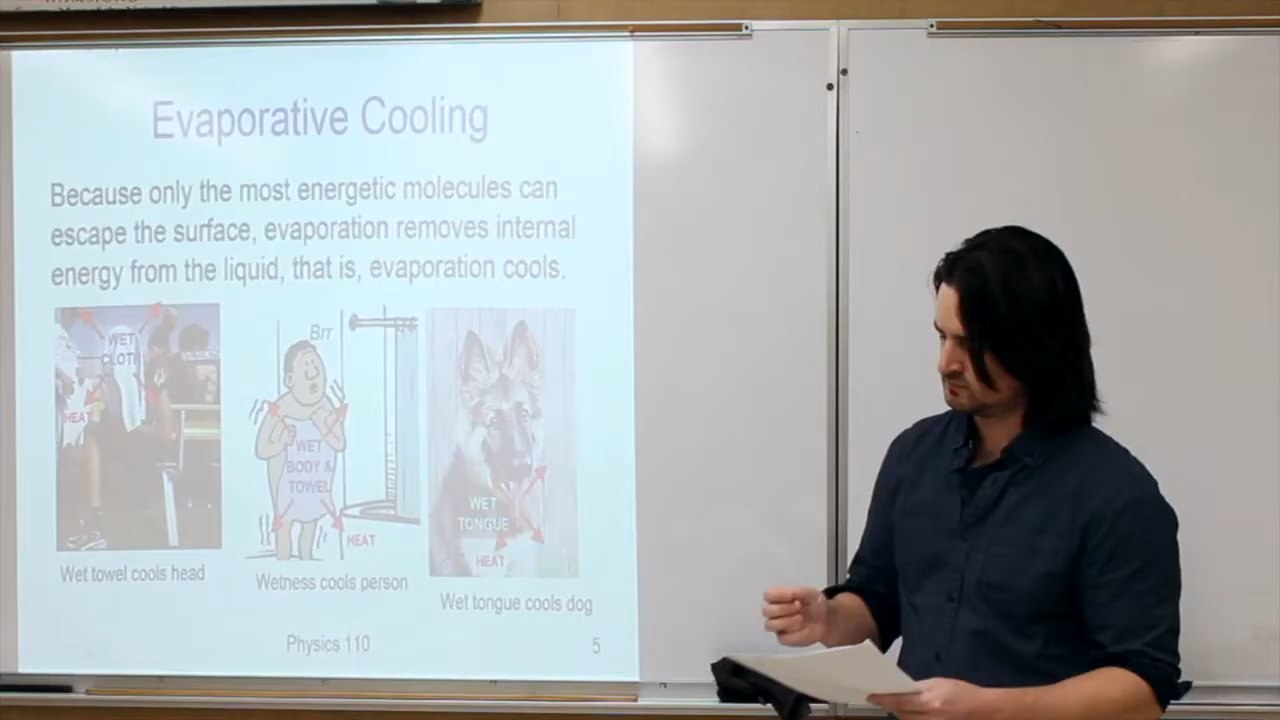 Evaporative Cooling
Because only the most energetic molecules can
escape the surface, evaporation removes internal
energy from the liquid, that is, evaporation cools.
WET
CLOTH
HEAT
Brr
WET
BODY &
TOWEL
HEAT
WET
TONGUE
HEAT
Wet towel cools head
Wetness cools person
Wet tongue cools dog
Physics 110
5